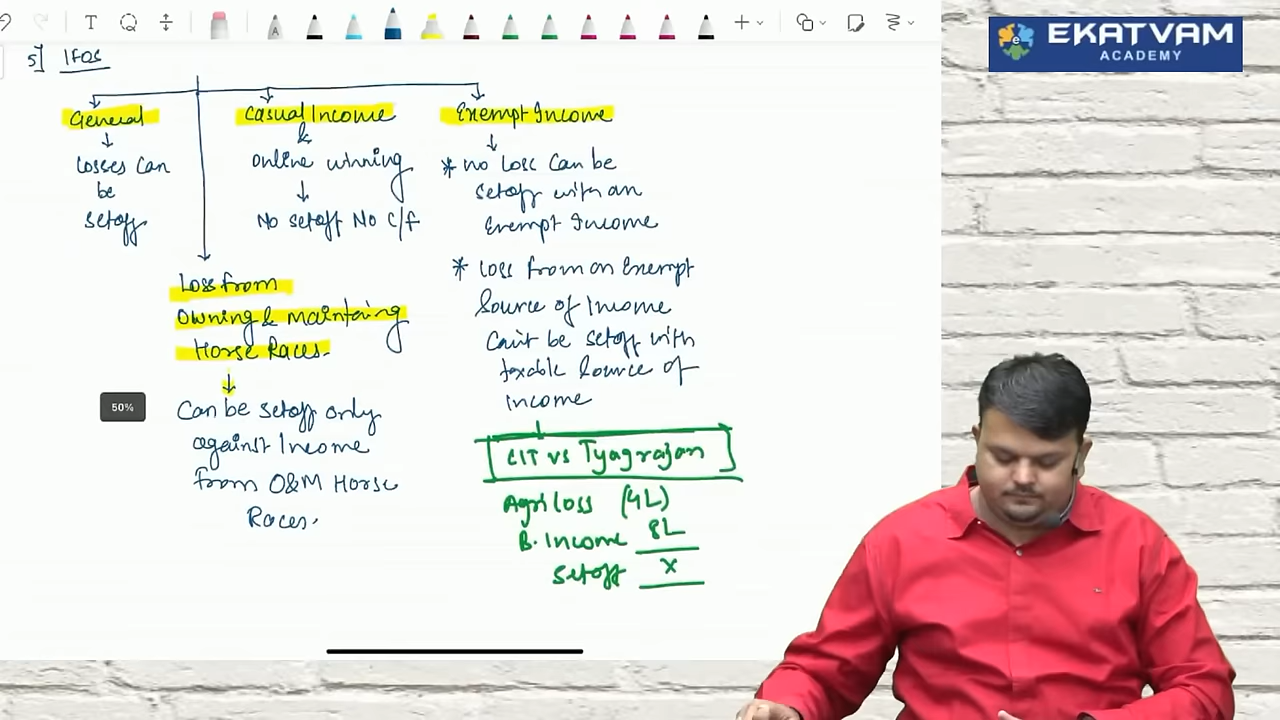 T
A
EKATVAM
ACADEMY
5] IFOS
General
Losses Can
be
setoff
Casual Income
&
Online winning
No setoff No C/f
Exempt Income
* no Loss Can be
setoff with an
Exempt Income
* Loss from an Exempt
Source of Income
Can't be setoff with
taxable Source of
income
Loss from
Owning & Maintaining
Horse Races.
Can be setoff only
against Income
from O&M Horse
Races.
50%
CIT vs Tyagrajan
Agri loss (4L)
B. Income 8L
Setoff x